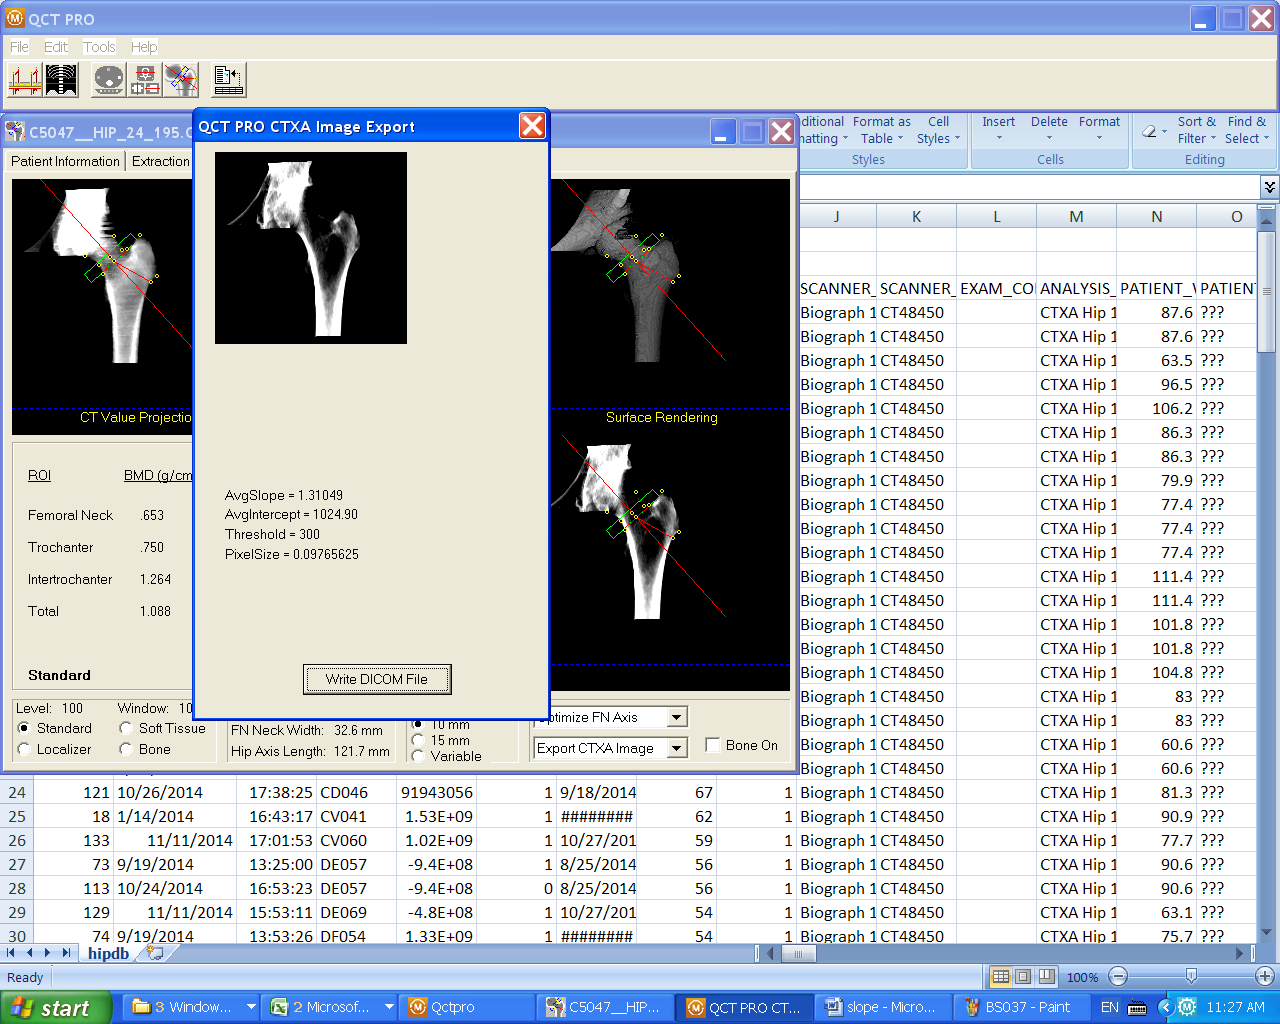 QCT PRO
File Edit Tools Help
C5047__HIP_24_195.
QCT PRO CTXA Image Export
Patient Information Extraction
CT Value Projectio
Surface Rendering
ROI BMD (g/cm
Femoral Neck .653
Trochanter .750
Intertrochanter 1.264
Total 1.088
Standard
AvgSlope = 1.31049
AvgIntercept = 1024.90
Threshold = 300
PixelSize = 0.09765625
Write DICOM File
Level: 100 Window: 10
Standard Soft Tissue
Localizer Bone
FN Neck Width: 32.6 mm
Hip Axis Length: 121.7 mm
10 mm
15 mm
Variable
Optimize FN Axis
Export CTXA Image
Bone On
ditional Format as Cell Insert Delete Format Sort & Find &
matting Table Styles Filter Select
Styles Cells Editing
J K L M N O
SCANNER_ SCANNER_ EXAM_CO ANALYSIS_ PATIENT_ PATIENT
Biograph 1 CT48450 CTXA Hip 1 87.6 ???
Biograph 1 CT48450 CTXA Hip 1 87.6 ???
Biograph 1 CT48450 CTXA Hip 1 63.5 ???
Biograph 1 CT48450 CTXA Hip 1 96.5 ???
Biograph 1 CT48450 CTXA Hip 1 106.2 ???
Biograph 1 CT48450 CTXA Hip 1 86.3 ???
Biograph 1 CT48450 CTXA Hip 1 86.3 ???
Biograph 1 CT48450 CTXA Hip 1 79.9 ???
Biograph 1 CT48450 CTXA Hip 1 77.4 ???
Biograph 1 CT48450 CTXA Hip 1 77.4 ???
Biograph 1 CT48450 CTXA Hip 1 77.4 ???
Biograph 1 CT48450 CTXA Hip 1 111.4 ???
Biograph 1 CT48450 CTXA Hip 1 111.4 ???
Biograph 1 CT48450 CTXA Hip 1 101.8 ???
Biograph 1 CT48450 CTXA Hip 1 101.8 ???
Biograph 1 CT48450 CTXA Hip 1 104.8 ???
Biograph 1 CT48450 CTXA Hip 1 83 ???
Biograph 1 CT48450 CTXA Hip 1 83 ???
Biograph 1 CT48450 CTXA Hip 1 60.6 ???
Biograph 1 CT48450 CTXA Hip 1 60.6 ???
24 121 10/26/2014 17:38:25 CD046 91943056 1 9/18/2014 67 1 Biograph 1 CT48450 CTXA Hip 1 81.3 ???
25 18 1/14/2014 16:43:17 CV041 1.53E+09 1 ######## 62 1 Biograph 1 CT48450 CTXA Hip 1 90.9 ???
26 133 11/11/2014 17:01:53 CV060 1.02E+09 1 10/27/201 59 1 Biograph 1 CT48450 CTXA Hip 1 77.7 ???
27 73 9/19/2014 13:25:00 DE057 -9.4E+08 1 8/25/2014 56 1 Biograph 1 CT48450 CTXA Hip 1 90.6 ???
28 113 10/24/2014 16:53:23 DE057 -9.4E+08 0 8/25/2014 56 1 Biograph 1 CT48450 CTXA Hip 1 90.6 ???
29 129 11/11/2014 15:53:11 DE069 -4.8E+08 1 10/27/201 54 1 Biograph 1 CT48450 CTXA Hip 1 63.1 ???
30 74 9/19/2014 13:53:26 DF054 1.33E+09 1 ######## 54 1 Biograph 1 CT48450 CTXA Hip 1 75.7 ???
hipdb
Ready 100%
start 3 Window... 2 Microsof... Qctpro C5047__HIP... QCT PRO CT... slope - Micro... BS037 - Paint EN 11:27 AM